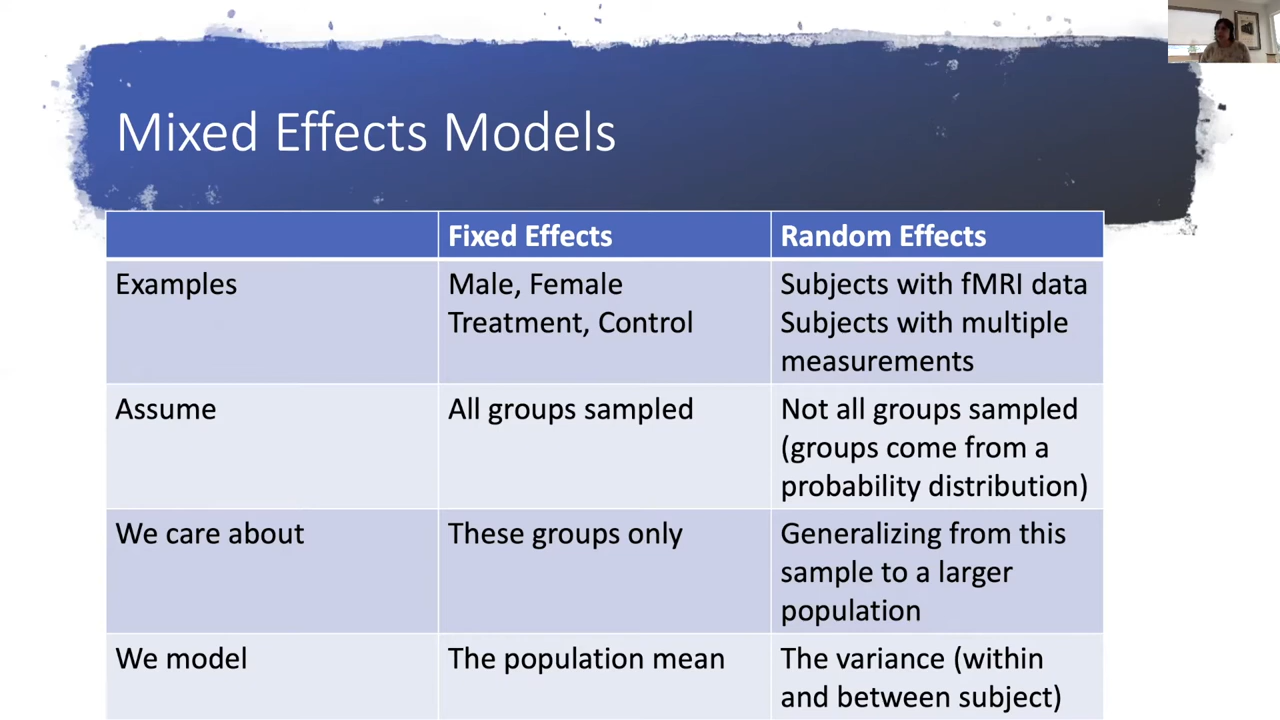 Mixed Effects Models
Fixed Effects
Random Effects
Examples
Male, Female
Treatment, Control
Subjects with fMRI data
Subjects with multiple
measurements
Assume
All groups sampled
Not all groups sampled
(groups come from a
probability distribution)
We care about
These groups only
Generalizing from this
sample to a larger
population
We model
The population mean
The variance (within
and between subject)